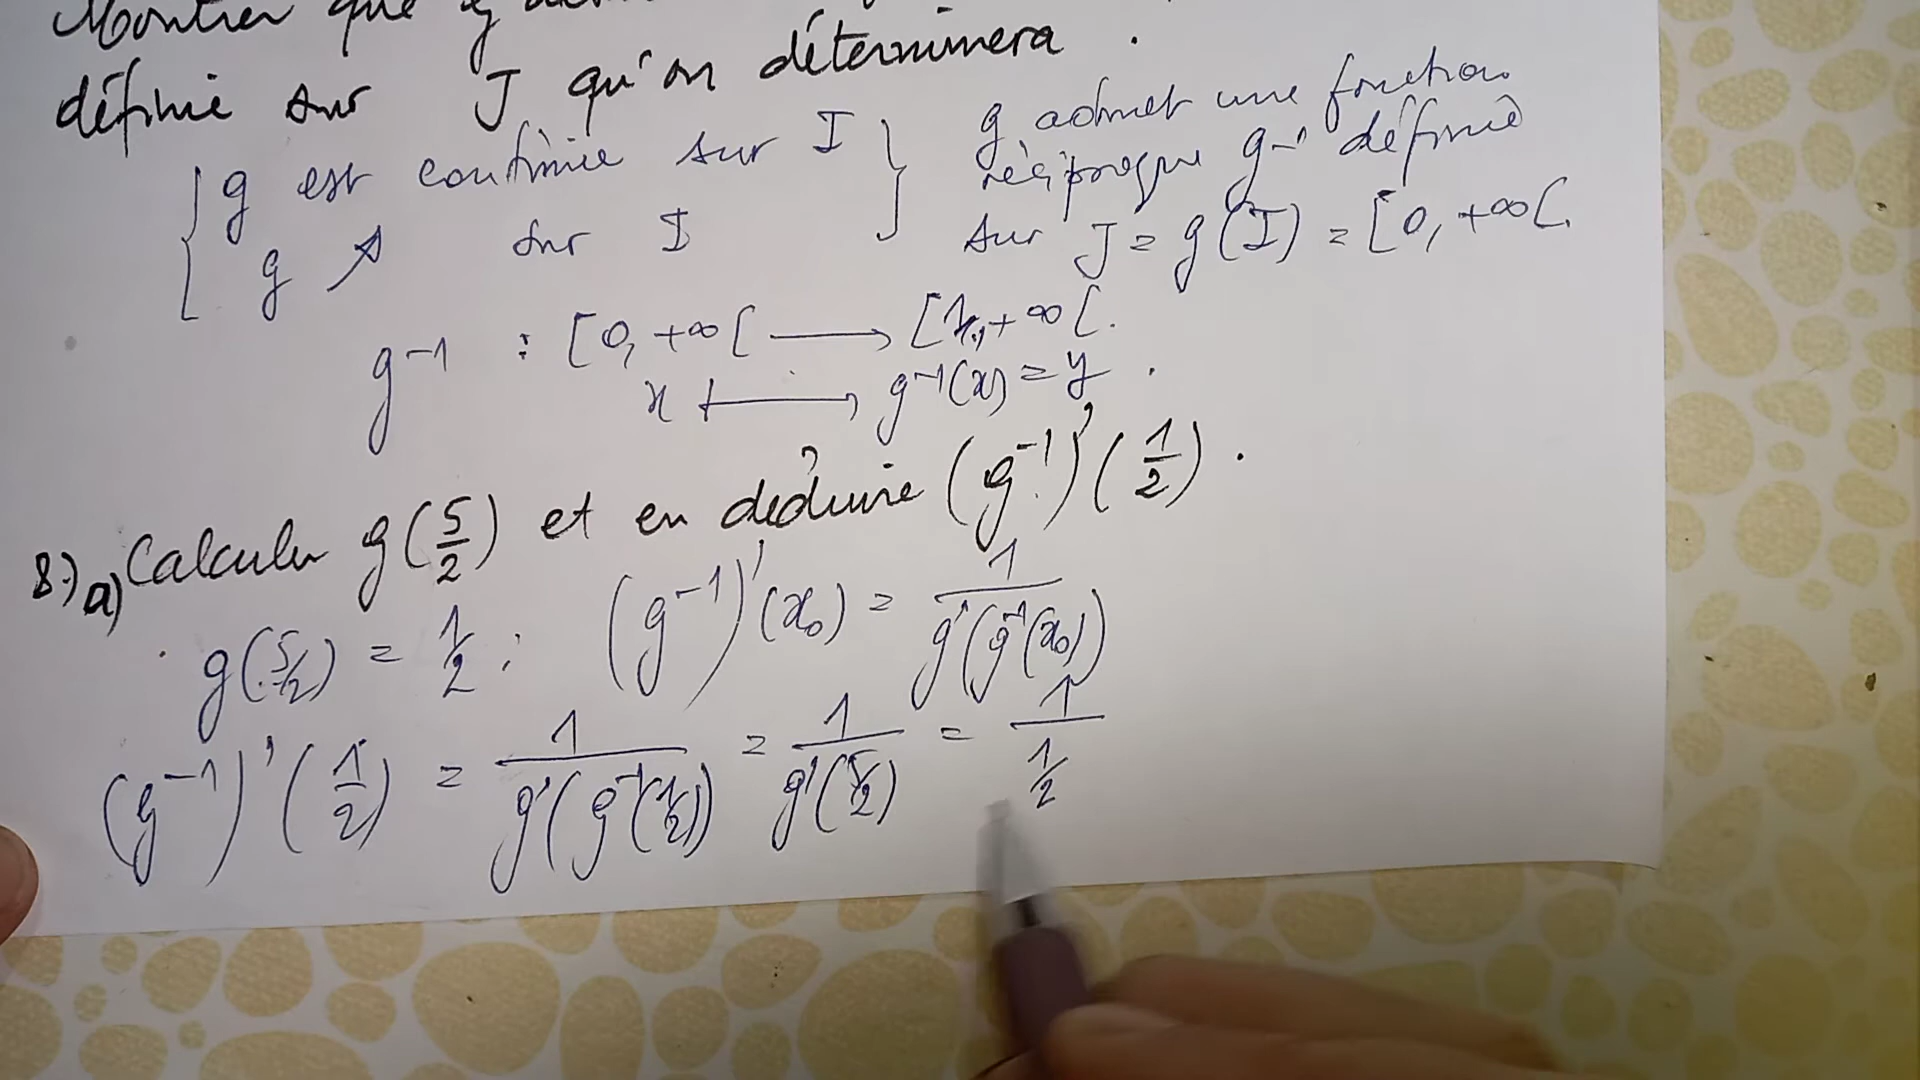 Montrer que g
définie sur J qu'on déterminera .
{ g est continue sur I } g admet une fonction
réciproque g⁻¹ définie
{ g ↗ sur I } sur J = g(I) = [0, +∞[.
g⁻¹ : [0, +∞[ ⟶ [1, +∞[.
x ⟼ g⁻¹(x) = y .
8:) a) Calculer g(5/2) et en déduire (g⁻¹)'(1/2) .
. g(5/2) = 1/2 ; (g⁻¹)'(x₀) = 1/g'(g⁻¹(x₀))
(g⁻¹)'(1/2) = 1/g'(g⁻¹(1/2)) = 1/g'(5/2) = 1/(1/2)